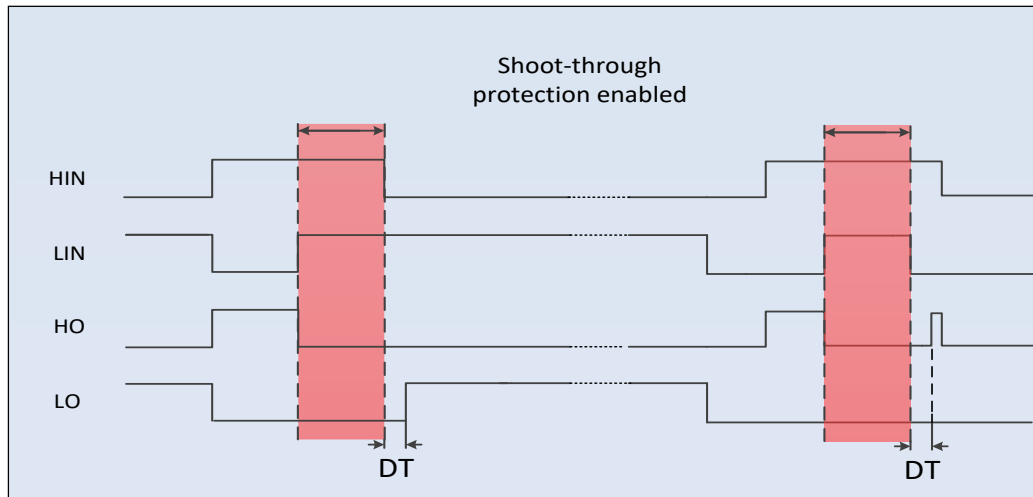 Shoot-through
protection enabled
HIN
LIN
HO
LO
DT
DT